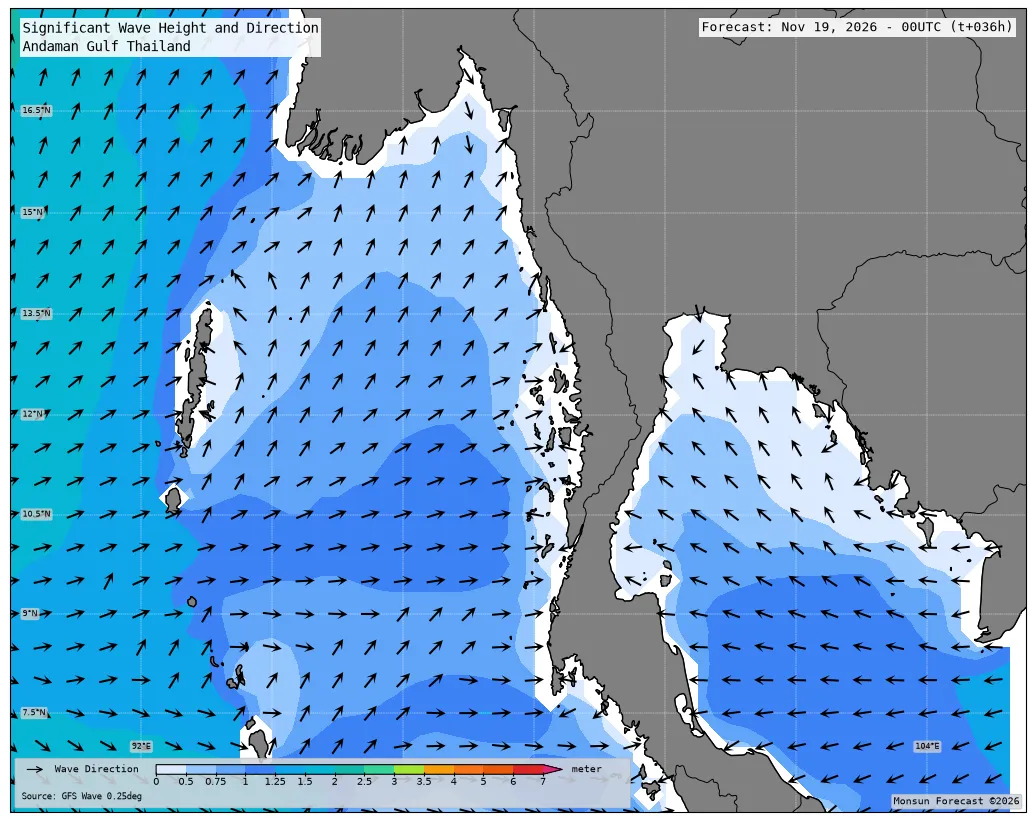 Significant Wave Height and Direction
Andaman Gulf Thailand
Forecast: Nov 19, 2026 - 00UTC (t+036h)
16.5°N
15°N
13.5°N
12°N
10.5°N
9°N
7.5°N
92°E
104°E
Wave Direction
0 0.5 0.75 1 1.25 1.5 2 2.5 3 3.5 4 5 6 7
meter
Source: GFS Wave 0.25deg
Monsun Forecast ©2026